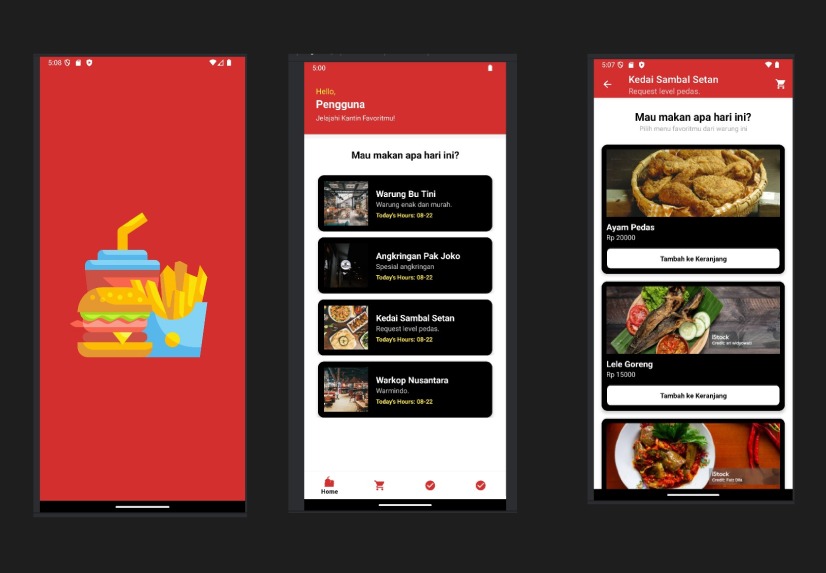 5:08
5:00
Hello,
Pengguna
Jelajahi Kantin Favoritmu!
Mau makan apa hari ini?
Warung Bu Tini
Warung enak dan murah.
Today's Hours: 08-22
Angkringan Pak Joko
Spesial angkringan
Today's Hours: 08-22
Kedai Sambal Setan
Request level pedas.
Today's Hours: 08-22
Warkop Nusantara
Warmindo.
Today's Hours: 08-22
Home
5:07
Kedai Sambal Setan
Request level pedas.
Mau makan apa hari ini?
Pilih menu favoritmu dari warung ini
Ayam Pedas
Rp 20000
Tambah ke Keranjang
iStock
Credit: ari widiyawati
Lele Goreng
Rp 15000
Tambah ke Keranjang
iStock